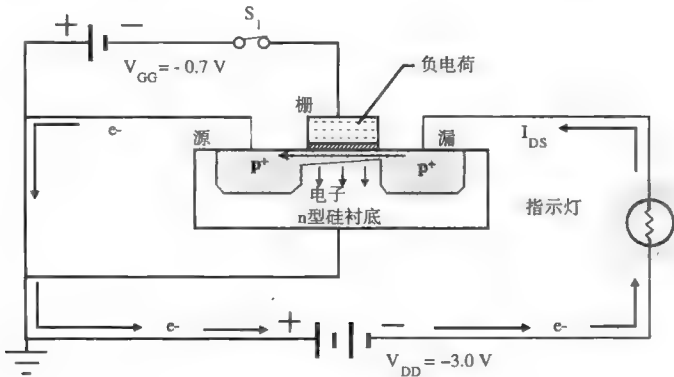 S1
+ −
VGG = - 0.7 V
负电荷
栅
e-
源
漏
IDS
p+
p+
电子
n型硅衬底
指示灯
e-
+
−
e-
VDD = −3.0 V